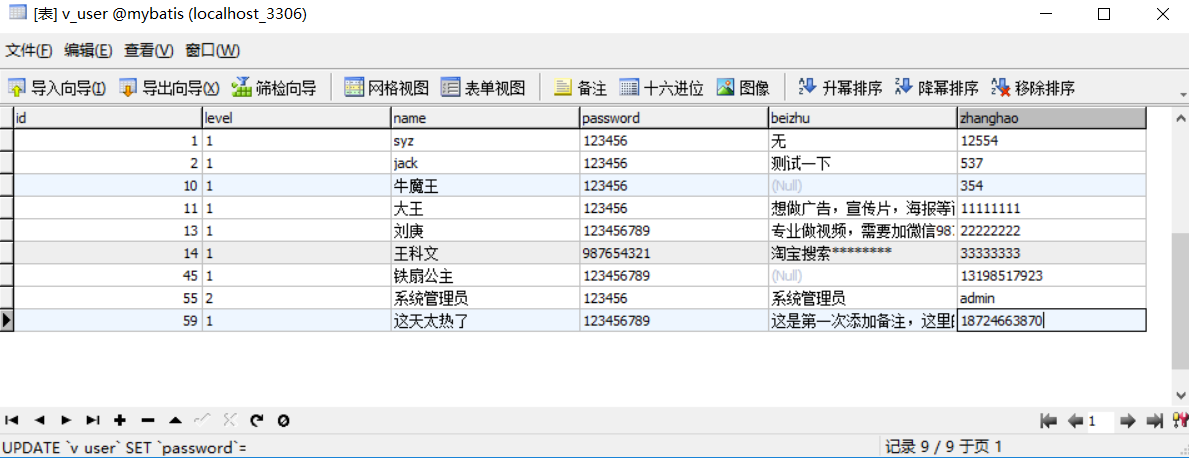 [表] v_user @mybatis (localhost_3306)
文件(F) 编辑(E) 查看(V) 窗口(W)
导入向导(I) 导出向导(X) 筛检向导 网格视图 表单视图 备注 十六进位 图像 升幂排序 降幂排序 移除排序
id level name password beizhu zhanghao
1 1 syz 123456 无 12554
2 1 jack 123456 测试一下 537
10 1 牛魔王 123456 (Null) 354
11 1 大王 123456 想做广告，宣传片，海报等 11111111
13 1 刘庚 123456789 专业做视频，需要加微信98 22222222
14 1 王科文 987654321 淘宝搜索******** 33333333
45 1 铁扇公主 123456789 (Null) 13198517923
55 2 系统管理员 123456 系统管理员 admin
59 1 这天太热了 123456789 这是第一次添加备注，这里 18724663870
1
UPDATE `v_user` SET `password`= 记录 9 / 9 于页 1